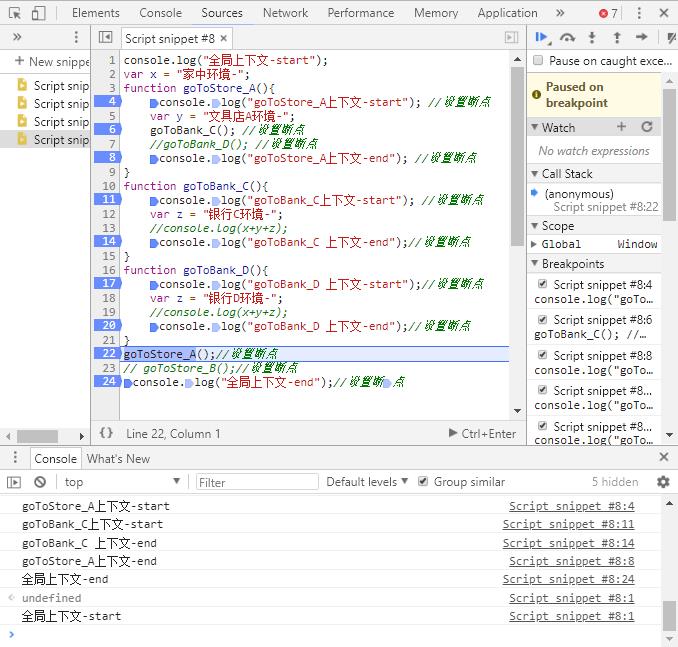 Elements Console Sources Network Performance Memory Application » 7
» Script snippet #8 ×
+ New snippe
Script snip
Script snip
Script snip
Script snip
1 console.log("全局上下文-start");
2 var x = "家中环境-";
3 function goToStore_A(){
4 console.log("goToStore_A上下文-start"); //设置断点
5 var y = "文具店A环境-";
6 goToBank_C(); //设置断点
7 //goToBank_D(); //设置断点
8 console.log("goToStore_A上下文-end"); //设置断点
9 }
10 function goToBank_C(){
11 console.log("goToBank_C上下文-start"); //设置断点
12 var z = "银行C环境-";
13 //console.log(x+y+z);
14 console.log("goToBank_C 上下文-end");//设置断点
15 }
16 function goToBank_D(){
17 console.log("goToBank_D 上下文-start");//设置断点
18 var z = "银行D环境-";
19 //console.log(x+y+z);
20 console.log("goToBank_D 上下文-end");//设置断点
21 }
22 goToStore_A();//设置断点
23 // goToStore_B();//设置断点
24 console.log("全局上下文-end");//设置断点
{} Line 22, Column 1 Ctrl+Enter
Pause on caught exce...
Paused on
breakpoint
Watch
No watch expressions
Call Stack
(anonymous)
Script snippet #8:22
Scope
Global Window
Breakpoints
Script snippet #8:4
console.log("goTo…
Script snippet #8:6
goToBank_C(); //…
Script snippet #8:8
console.log("goTo…
Script snippet #8...
console.log("goTo…
Script snippet #8...
console.log("goTo…
Console What's New
top Filter Default levels Group similar 5 hidden
goToStore_A上下文-start Script snippet #8:4
goToBank_C上下文-start Script snippet #8:11
goToBank_C 上下文-end Script snippet #8:14
goToStore_A上下文-end Script snippet #8:8
全局上下文-end Script snippet #8:24
undefined Script snippet #8:1
全局上下文-start Script snippet #8:1